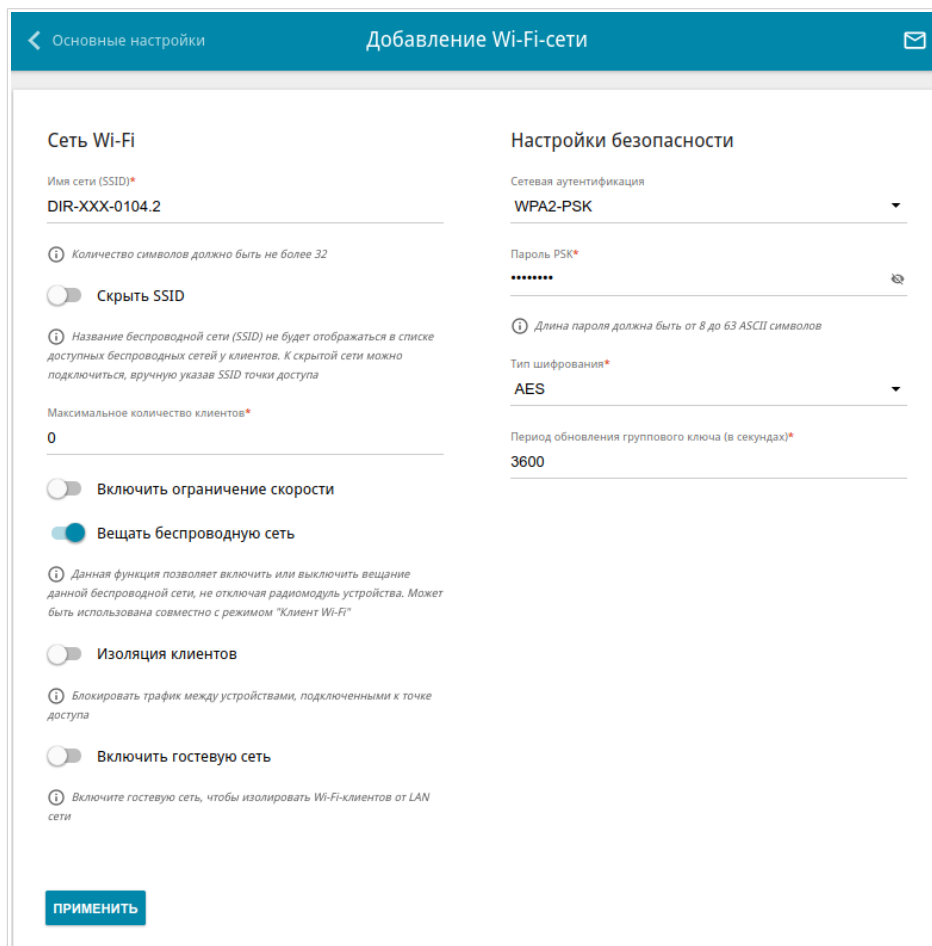 Основные настройки
Добавление Wi-Fi-сети
Сеть Wi-Fi
Имя сети (SSID)*
DIR-XXX-0104.2
Количество символов должно быть не более 32
Скрыть SSID
Название беспроводной сети (SSID) не будет отображаться в списке
доступных беспроводных сетей у клиентов. К скрытой сети можно
подключиться, вручную указав SSID точки доступа
Максимальное количество клиентов*
0
Включить ограничение скорости
Вещать беспроводную сеть
Данная функция позволяет включить или выключить вещание
данной беспроводной сети, не отключая радиомодуль устройства. Может
быть использована совместно с режимом "Клиент Wi-Fi"
Изоляция клиентов
Блокировать трафик между устройствами, подключенными к точке
доступа
Включить гостевую сеть
Включите гостевую сеть, чтобы изолировать Wi-Fi-клиентов от LAN
сети
ПРИМЕНИТЬ
Настройки безопасности
Сетевая аутентификация
WPA2-PSK
Пароль PSK*
••••••••
Длина пароля должна быть от 8 до 63 ASCII символов
Тип шифрования*
AES
Период обновления группового ключа (в секундах)*
3600